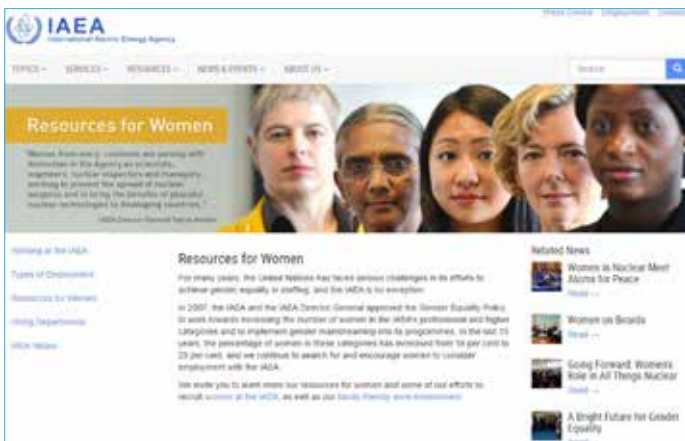 Press Centre Employment Contact
IAEA
International Atomic Energy Agency
TOPICS SERVICES RESOURCES NEWS & EVENTS ABOUT US
Search
Resources for Women
"Women from every continent are serving with
distinction in the Agency as scientists,
engineers, nuclear inspectors and managers,
working to prevent the spread of nuclear
weapons and to bring the benefits of peaceful
nuclear technologies to developing countries."
IAEA Director General Yukiya Amano
Working at the IAEA
Types of Employment
Resources for Women
Hiring Departments
Resources for Women
For many years, the United Nations has faced serious challenges in its efforts to
achieve gender equality in staffing, and the IAEA is no exception.
In 2007, the IAEA and the IAEA Director General approved the Gender Equality Policy
to work towards increasing the number of women in the IAEA's professional and higher
categories and to implement gender mainstreaming into its programmes. In the last 15
years, the percentage of women in these categories has increased from 18 per cent to
29 per cent, and we continue to search for and encourage women to consider
employment with the IAEA.
We invite you to learn more our resources for women and some of our efforts to
recruit women at the IAEA, as well as our family-friendly work environment.
Related News
Women in Nuclear Meet
Atoms for Peace
Read
Women on Boards
Read
Going Forward: Women's
Role in All Things Nuclear
Read
A Bright Future for Gender
Equality